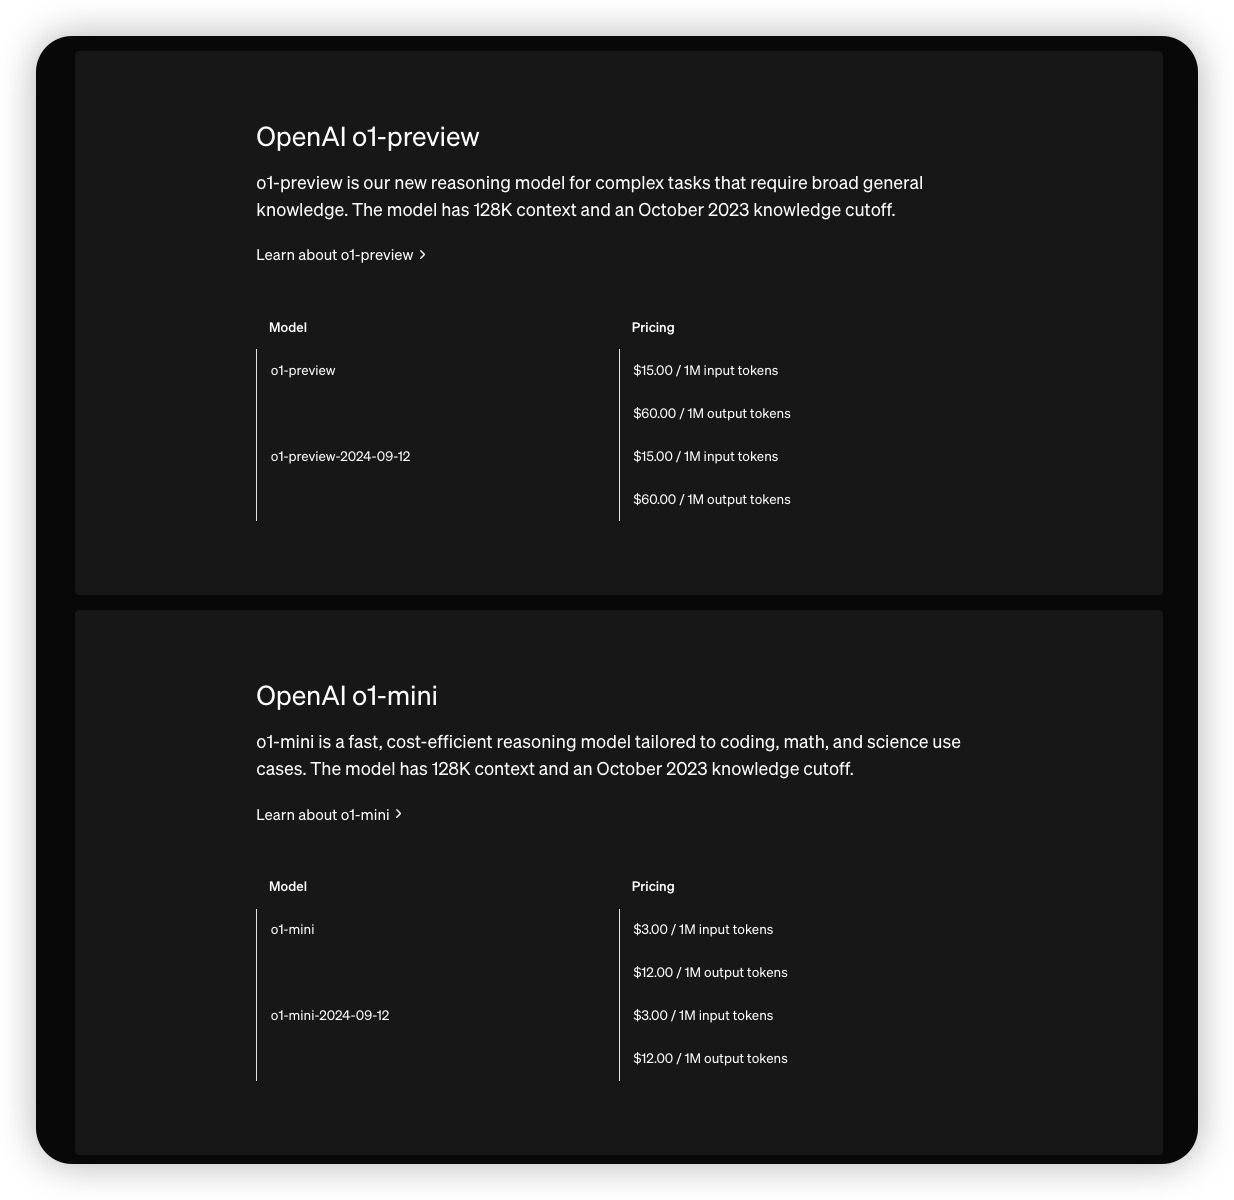 OpenAI o1-preview
o1-preview is our new reasoning model for complex tasks that require broad general
knowledge. The model has 128K context and an October 2023 knowledge cutoff.
Learn about o1-preview >
Model Pricing
o1-preview $15.00 / 1M input tokens
$60.00 / 1M output tokens
o1-preview-2024-09-12 $15.00 / 1M input tokens
$60.00 / 1M output tokens
OpenAI o1-mini
o1-mini is a fast, cost-efficient reasoning model tailored to coding, math, and science use
cases. The model has 128K context and an October 2023 knowledge cutoff.
Learn about o1-mini >
Model Pricing
o1-mini $3.00 / 1M input tokens
$12.00 / 1M output tokens
o1-mini-2024-09-12 $3.00 / 1M input tokens
$12.00 / 1M output tokens